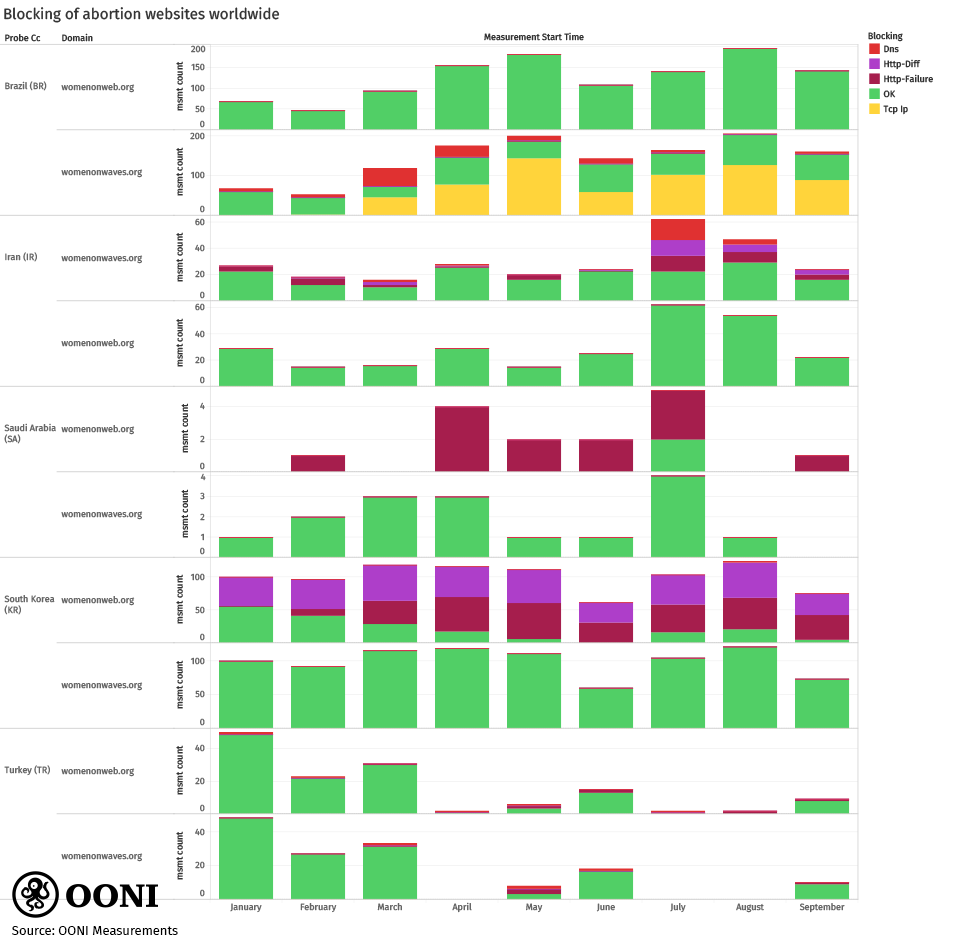 Blocking of abortion websites worldwide
Probe Cc Domain Measurement Start Time Blocking
Dns
Http-Diff
Http-Failure
OK
Tcp Ip
Brazil (BR) womenonweb.org msmt count 200 150 100 50 0
womenonwaves.org msmt count 200 100 0
Iran (IR) womenonwaves.org msmt count 60 40 20 0
womenonweb.org msmt count 60 40 20 0
Saudi Arabia (SA) womenonweb.org msmt count 4 2 0
womenonwaves.org msmt count 4 3 2 1 0
South Korea (KR) womenonweb.org msmt count 100 50 0
womenonwaves.org msmt count 100 50 0
Turkey (TR) womenonweb.org msmt count 40 20 0
womenonwaves.org msmt count 40 20 0
January February March April May June July August September
OONI
Source: OONI Measurements